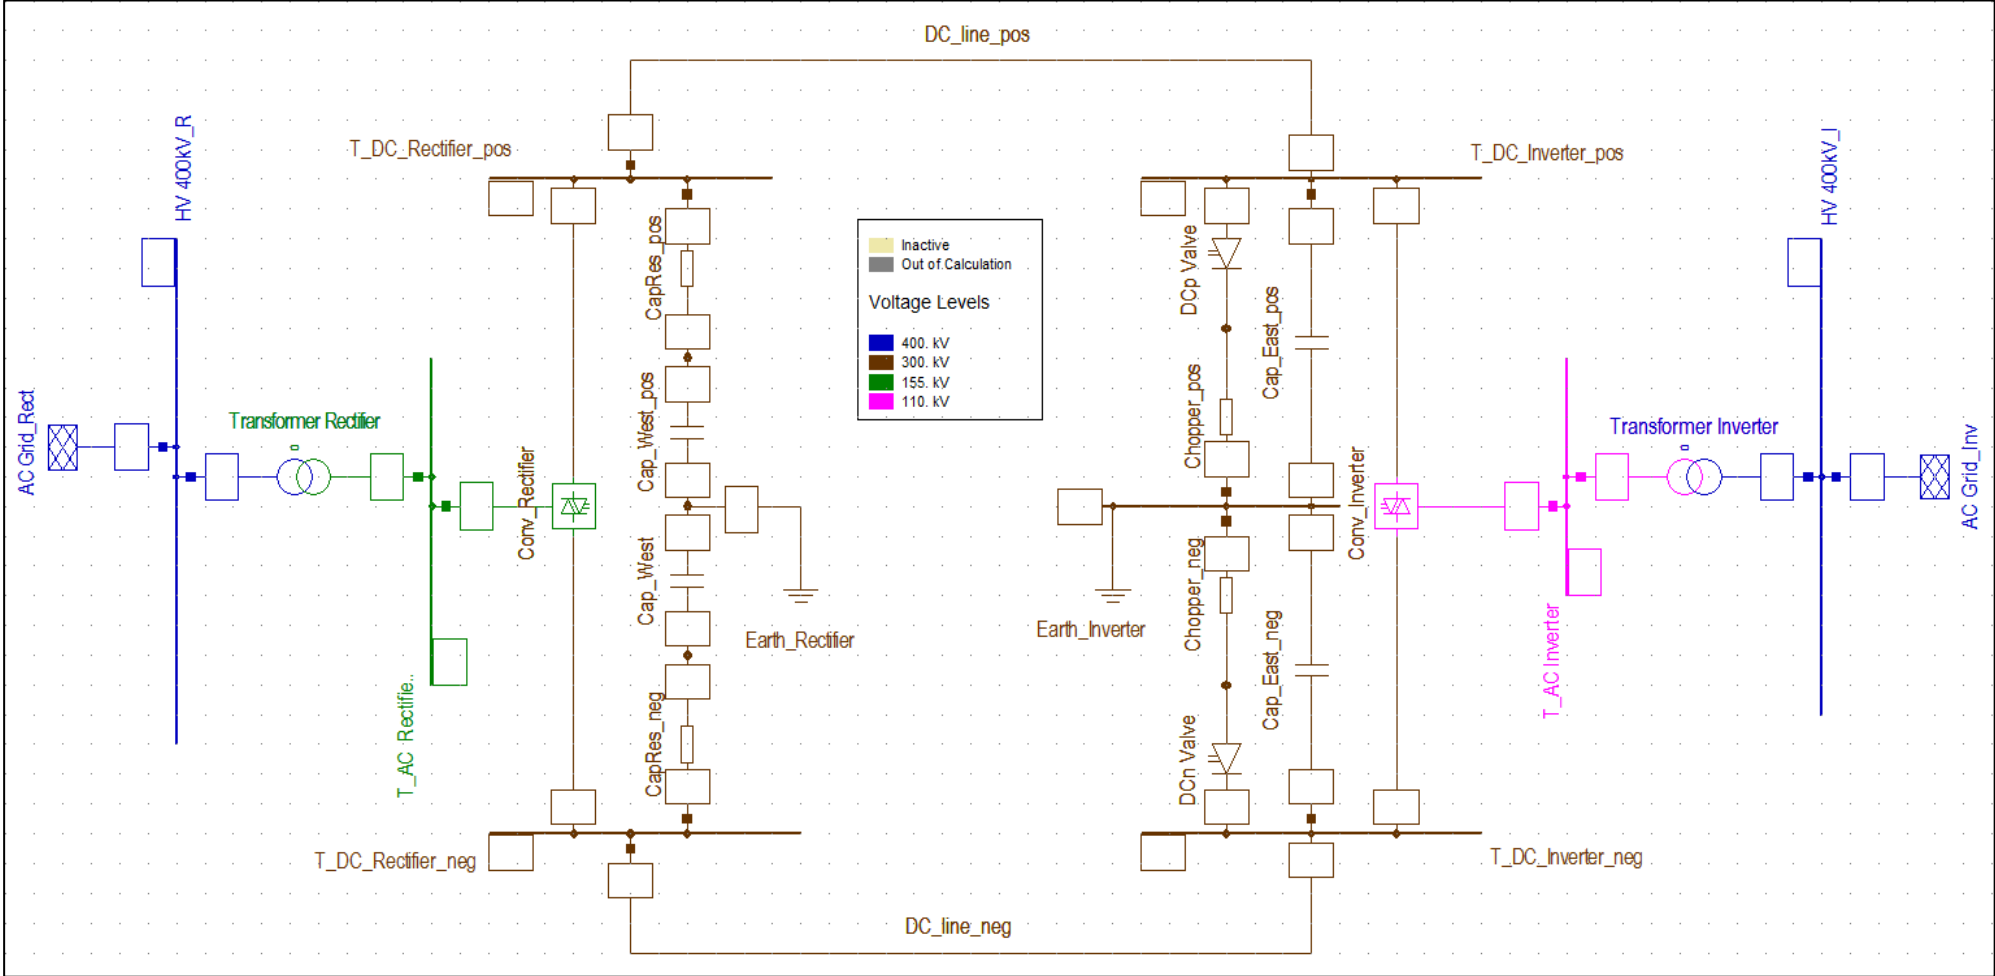 DC_line_pos
HV 400kV_R
T_DC_Rectifier_pos
T_DC_Inverter_pos
HV 400kV_I
CapRes_pos
Inactive
Out of Calculation
Voltage Levels
400. kV
300. kV
155. kV
110. kV
DCp Valve
Cap_East_pos
AC Grid_Rect
Transformer Rectifier
Cap_West_pos
Chopper_pos
Transformer Inverter
AC Grid_Inv
Conv_Rectifier
Conv_Inverter
Cap_West
Earth_Rectifier
Earth_Inverter
Chopper_neg
Cap_East_neg
T_AC Inverter
T_AC Rectifie..
CapRes_neg
DCn Valve
T_DC_Rectifier_neg
T_DC_Inverter_neg
DC_line_neg